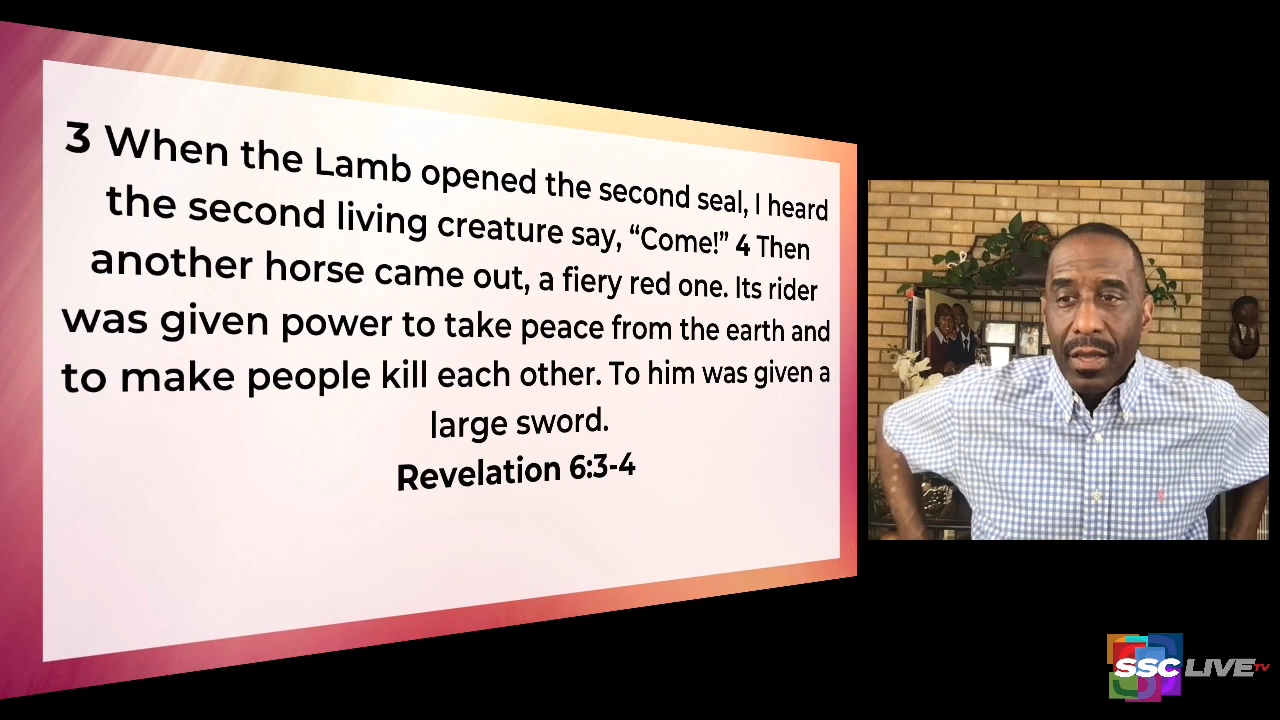 3 When the Lamb opened the second seal, I heard
the second living creature say, “Come!” 4 Then
another horse came out, a fiery red one. Its rider
was given power to take peace from the earth and
to make people kill each other. To him was given a
large sword.
Revelation 6:3-4
SSC LIVE TV